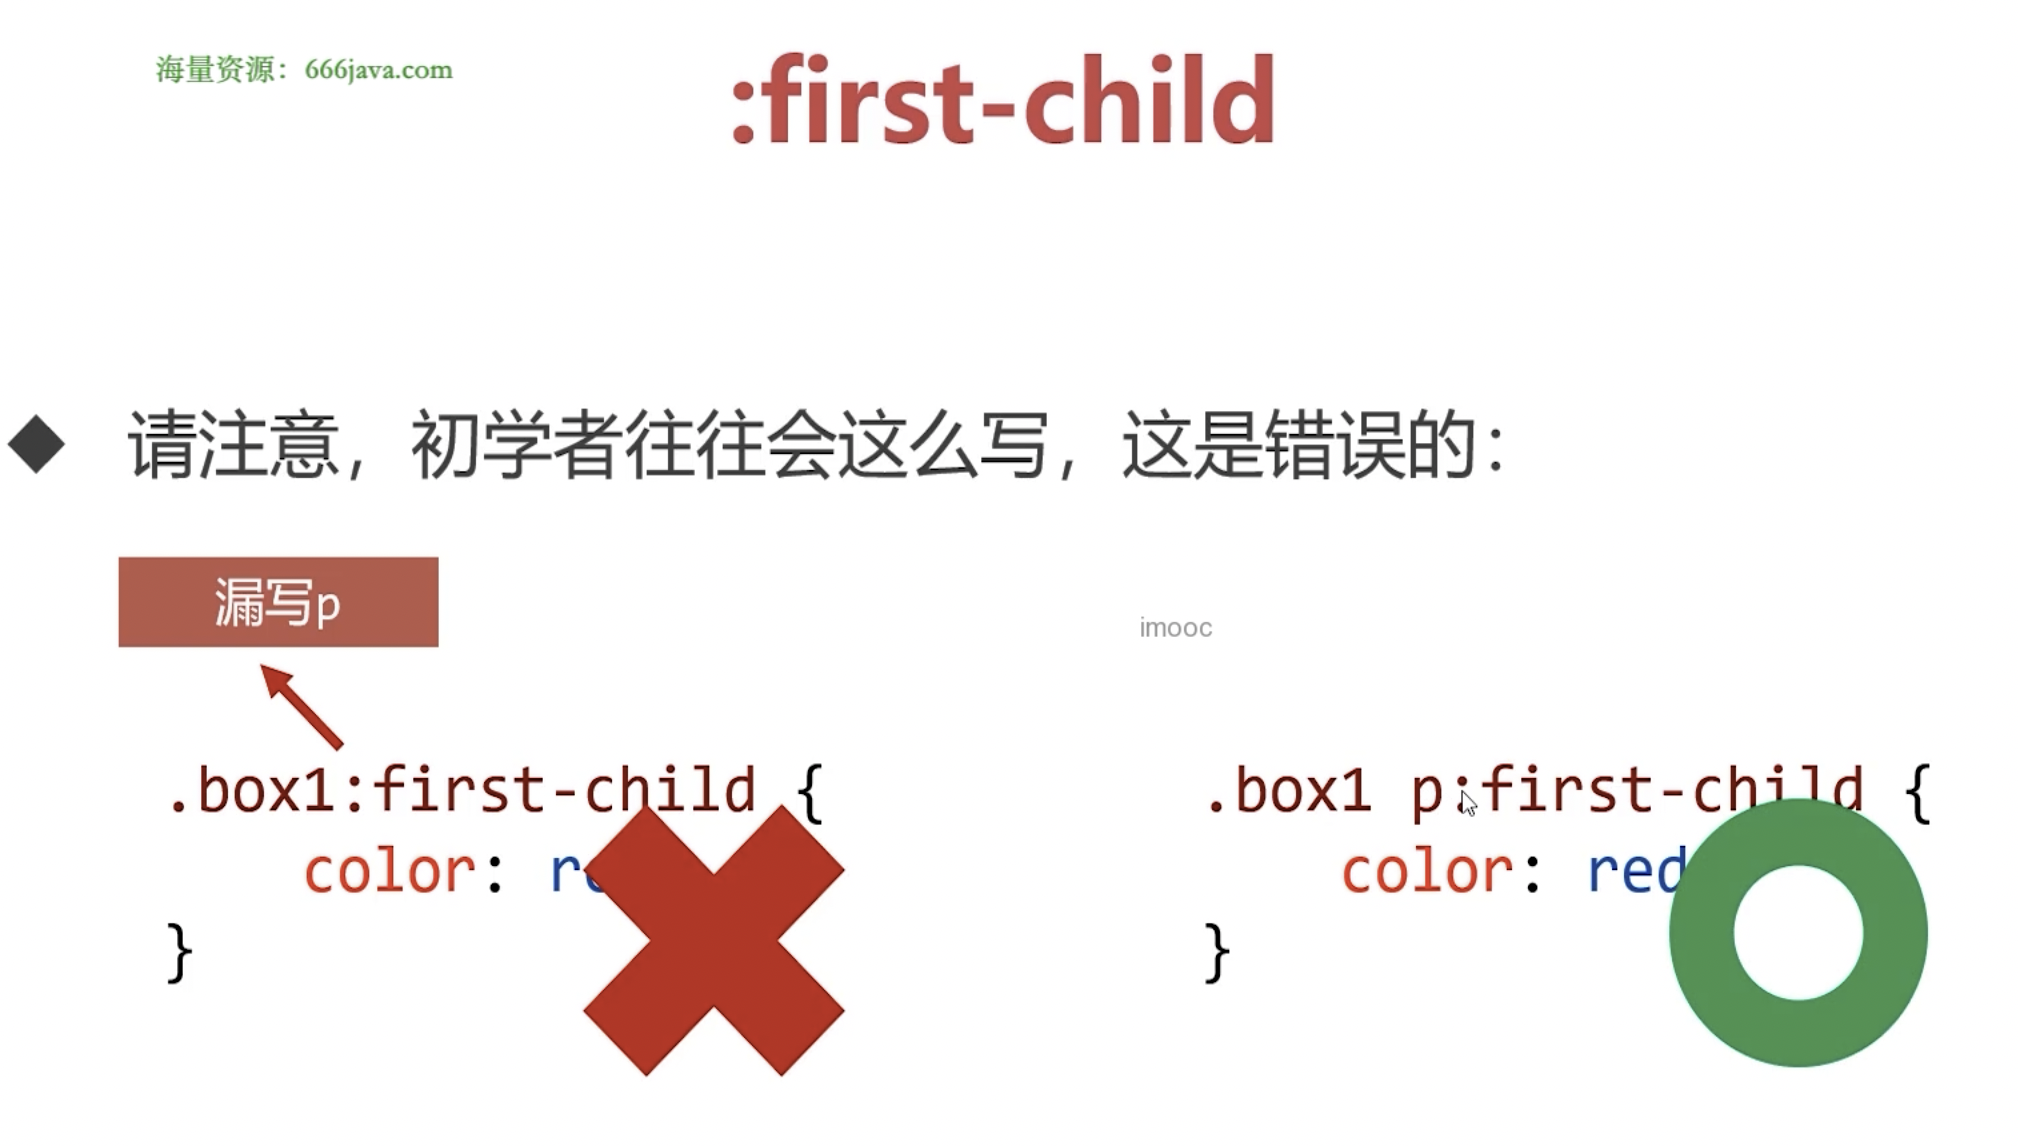 海量资源：666java.com
:first-child
请注意，初学者往往会这么写，这是错误的：
漏写p
imooc
.box1:first-child {
color:
}
.box1 p:first-child {
color: red
}